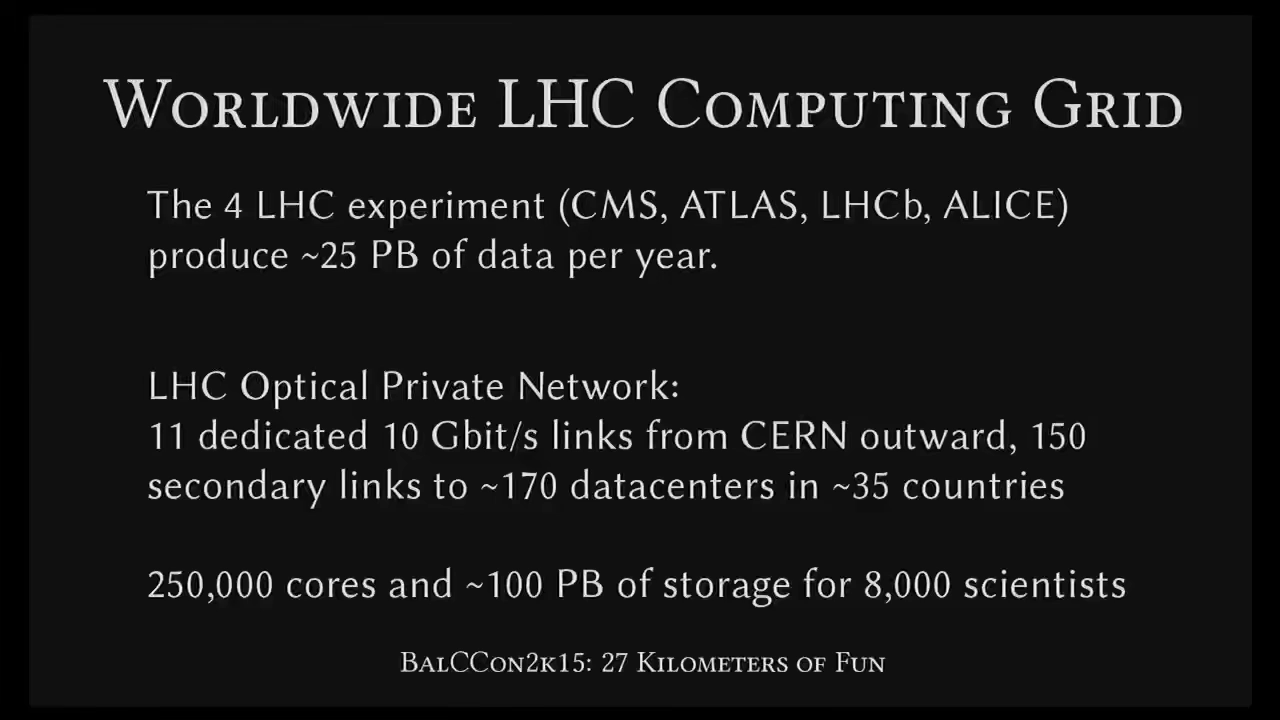 Worldwide LHC Computing Grid
The 4 LHC experiment (CMS, ATLAS, LHCb, ALICE)
produce ~25 PB of data per year.
LHC Optical Private Network:
11 dedicated 10 Gbit/s links from CERN outward, 150
secondary links to ~170 datacenters in ~35 countries
250,000 cores and ~100 PB of storage for 8,000 scientists
BalCCon2k15: 27 Kilometers of Fun